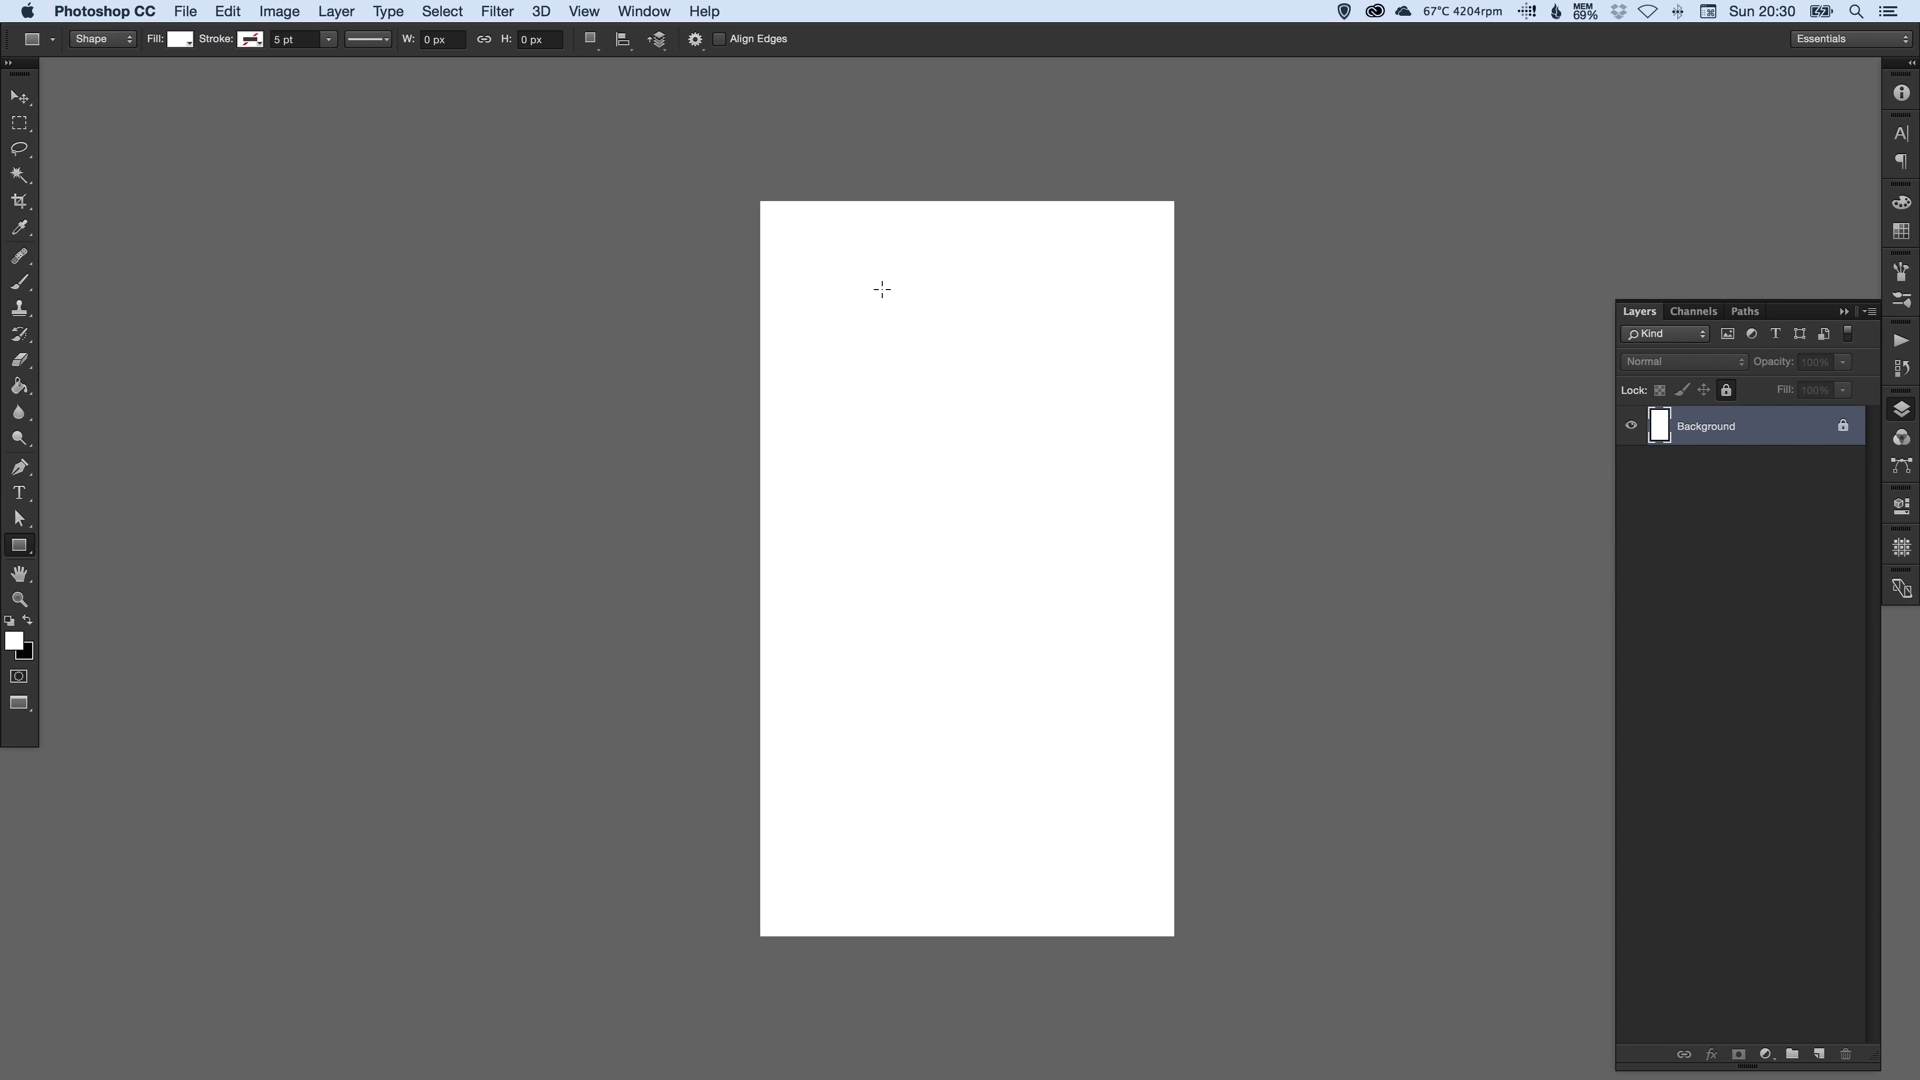 Photoshop CC File Edit Image Layer Type Select Filter 3D View Window Help 67°C 4204rpm MEM 69% Sun 20:30
Shape Fill: Stroke: 5 pt W: 0 px H: 0 px Align Edges Essentials
Layers Channels Paths
Kind
Normal Opacity: 100%
Lock: Fill: 100%
Background